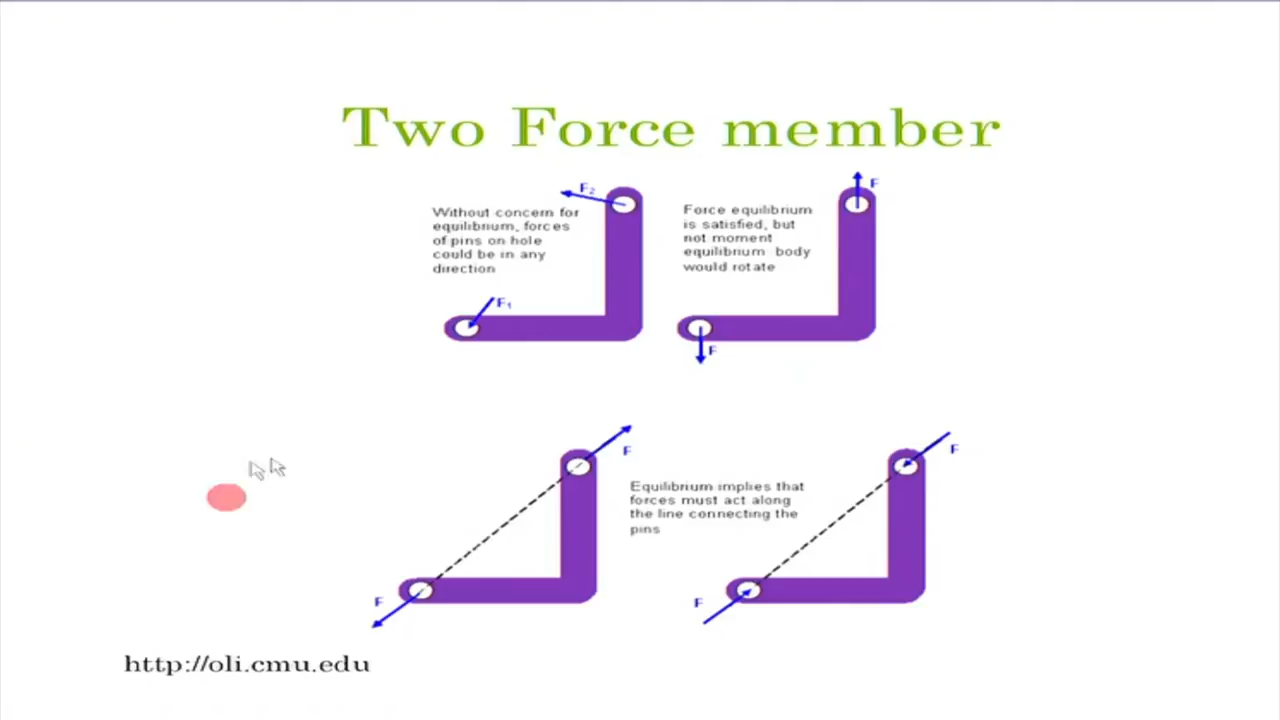 Two Force member
F₂
Without concern for
equilibrium, forces
of pins on hole
could be in any
direction
F₁
F
Force equilibrium
is satisfied, but
not moment
equilibrium body
would rotate
F
F
Equilibrium implies that
forces must act along
the line connecting the
pins
F
F
F
http://oli.cmu.edu